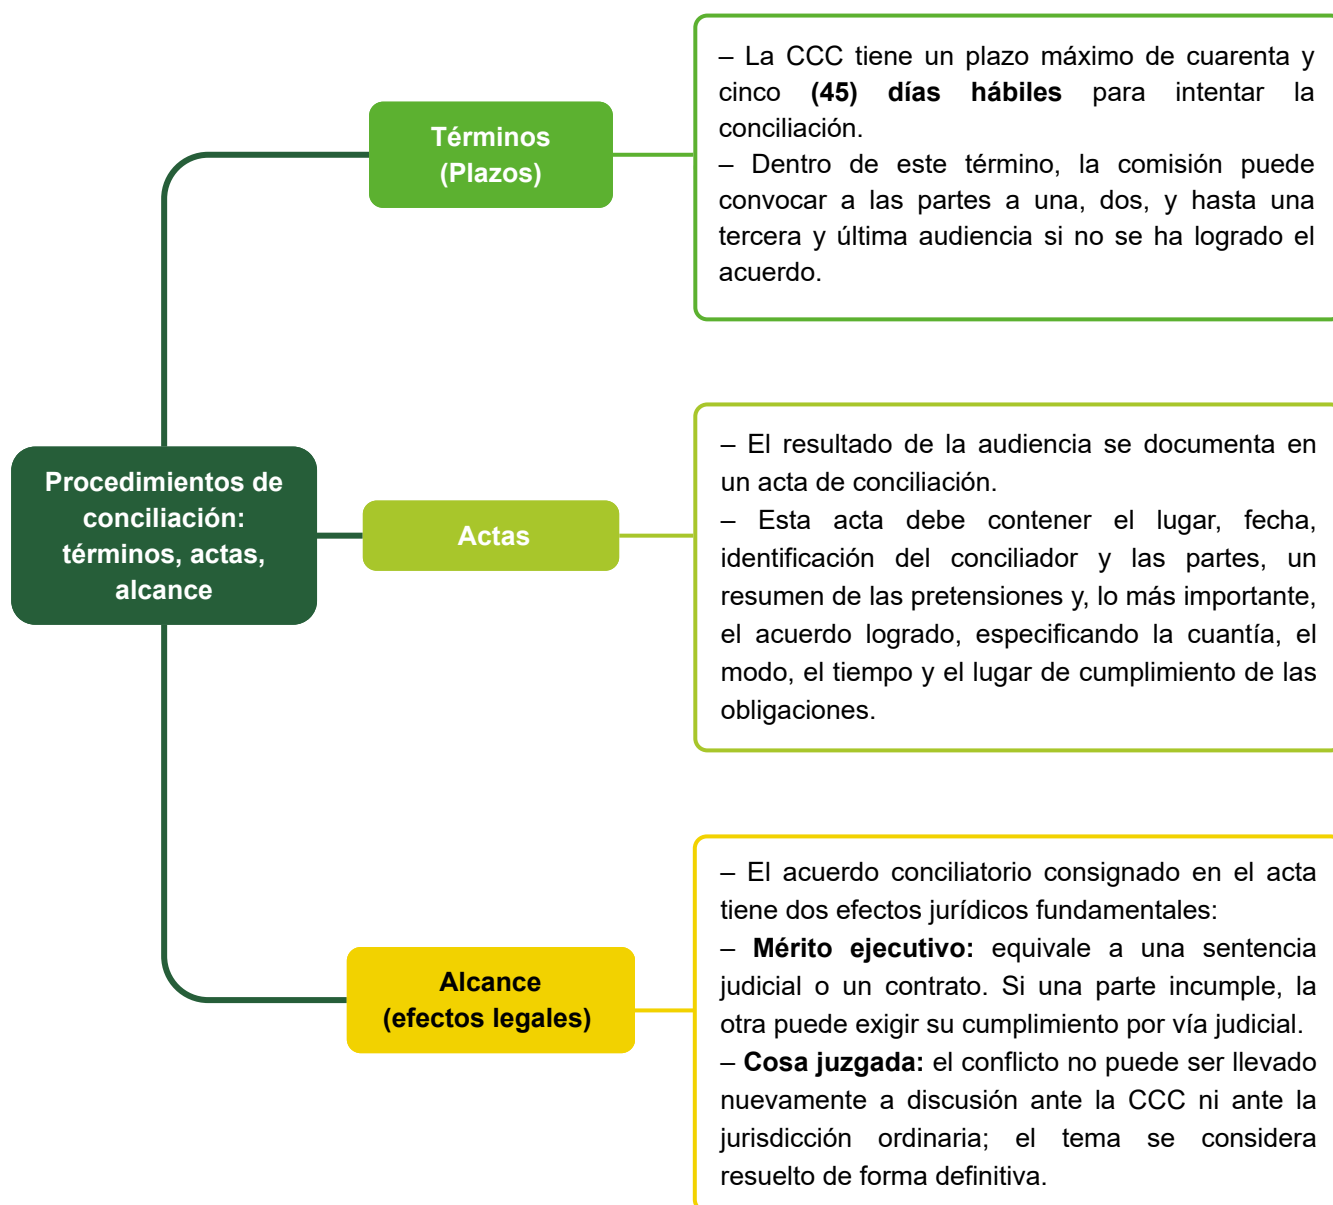 Procedimientos de
conciliación:
términos, actas,
alcance
Términos
(Plazos)
– La CCC tiene un plazo máximo de cuarenta y
cinco (45) días hábiles para intentar la
conciliación.
– Dentro de este término, la comisión puede
convocar a las partes a una, dos, y hasta una
tercera y última audiencia si no se ha logrado el
acuerdo.
Actas
– El resultado de la audiencia se documenta en
un acta de conciliación.
– Esta acta debe contener el lugar, fecha,
identificación del conciliador y las partes, un
resumen de las pretensiones y, lo más importante,
el acuerdo logrado, especificando la cuantía, el
modo, el tiempo y el lugar de cumplimiento de las
obligaciones.
Alcance
(efectos legales)
– El acuerdo conciliatorio consignado en el acta
tiene dos efectos jurídicos fundamentales:
– Mérito ejecutivo: equivale a una sentencia
judicial o un contrato. Si una parte incumple, la
otra puede exigir su cumplimiento por vía judicial.
– Cosa juzgada: el conflicto no puede ser llevado
nuevamente a discusión ante la CCC ni ante la
jurisdicción ordinaria; el tema se considera
resuelto de forma definitiva.